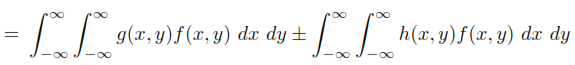 = ∫_{-∞}^{∞} ∫_{-∞}^{∞} g(x, y) f(x, y) dx dy ± ∫_{-∞}^{∞} ∫_{-∞}^{∞} h(x, y) f(x, y) dx dy